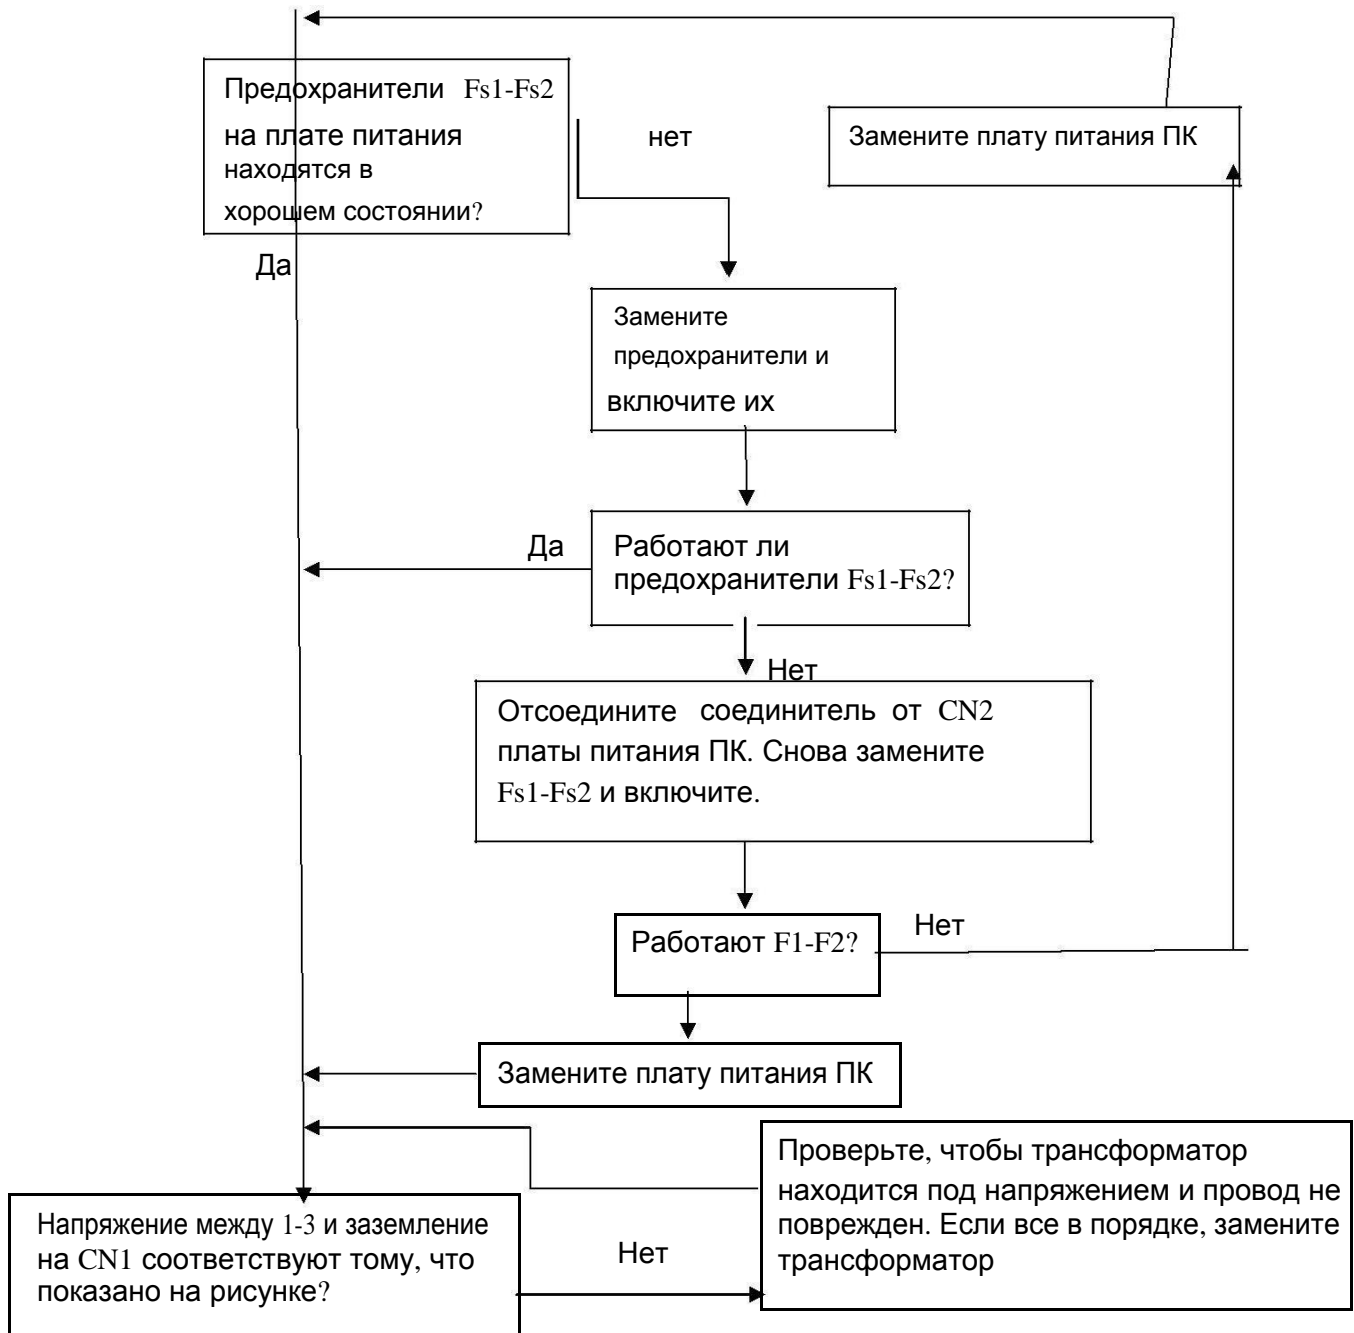 Предохранители Fs1-Fs2
на плате питания
находятся в
хорошем состоянии?
нет
Замените плату питания ПК
Да
Замените
предохранители и
включите их
Да
Работают ли
предохранители Fs1-Fs2?
Нет
Отсоедините соединитель от CN2
платы питания ПК. Снова замените
Fs1-Fs2 и включите.
Работают F1-F2?
Нет
Замените плату питания ПК
Проверьте, чтобы трансформатор
находится под напряжением и провод не
поврежден. Если все в порядке, замените
трансформатор
Напряжение между 1-3 и заземление
на CN1 соответствуют тому, что
показано на рисунке?
Нет